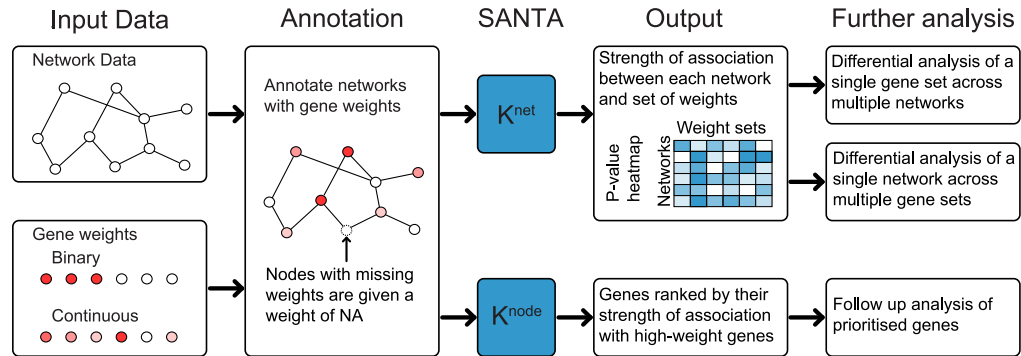 Input Data
Annotation
SANTA
Output
Further analysis
Network Data
Gene weights
Binary
Continuous
Annotate networks
with gene weights
Nodes with missing
weights are given a
weight of NA
Knet
Knode
Strength of association
between each network
and set of weights
Weight sets
P-value
heatmap
Networks
Genes ranked by their
strength of association
with high-weight genes
Differential analysis of a
single gene set across
multiple networks
Differential analysis of a
single network across
multiple gene sets
Follow up analysis of
prioritised genes